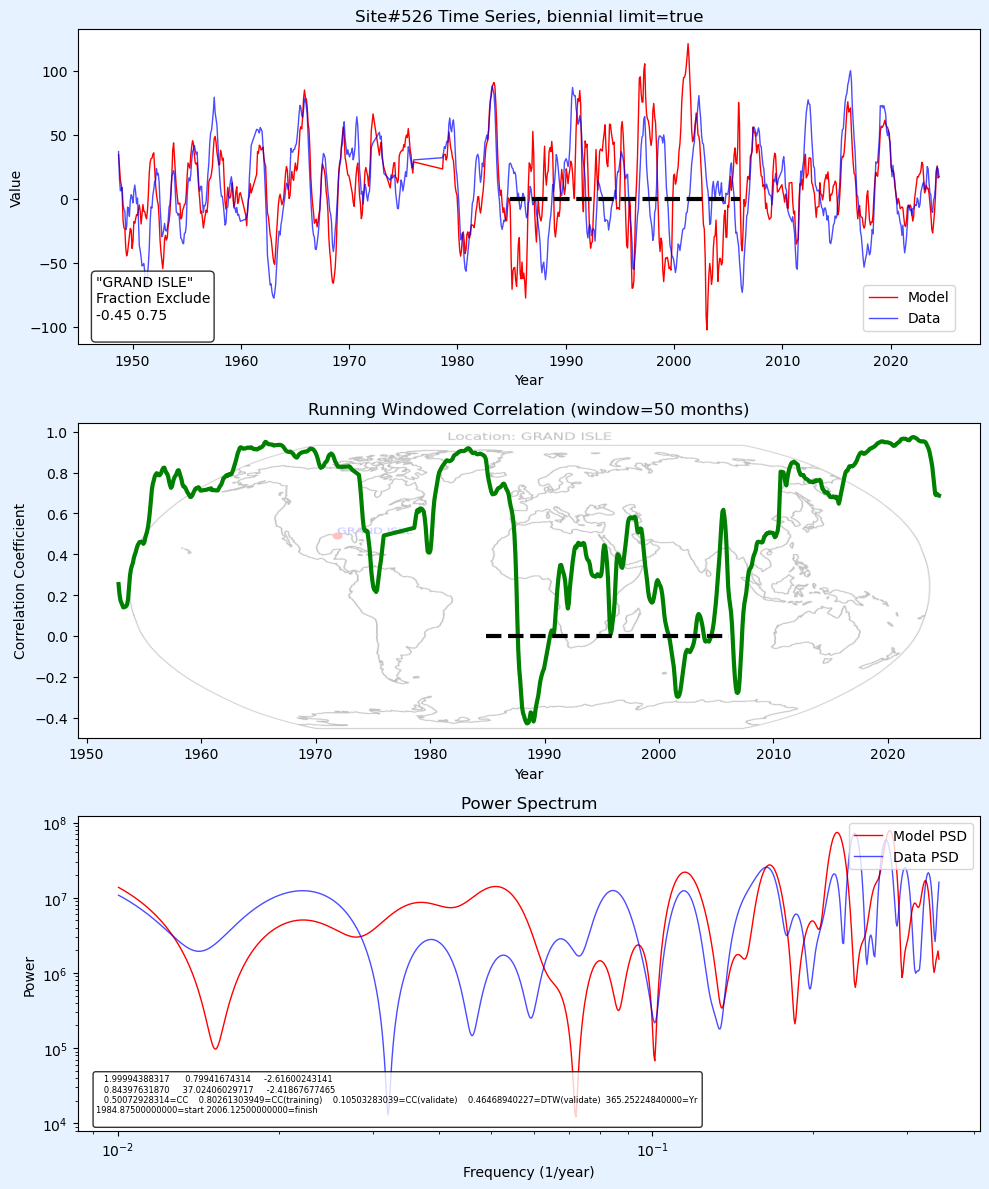 Site#526 Time Series, biennial limit=true
Value
100
50
0
−50
−100
"GRAND ISLE"
Fraction Exclude
-0.45 0.75
Model
Data
1950 1960 1970 1980 1990 2000 2010 2020
Year
Running Windowed Correlation (window=50 months)
Location: GRAND ISLE
GRAND ISLE
Correlation Coefficient
1.0
0.8
0.6
0.4
0.2
0.0
−0.2
−0.4
1950 1960 1970 1980 1990 2000 2010 2020
Year
Power Spectrum
Power
10^8
10^7
10^6
10^5
10^4
Model PSD
Data PSD
1.99994388317 0.79941674314 -2.61600243141
0.84397631870 37.02406029717 -2.41867677465
0.50072928314=CC 0.80261303949=CC(training) 0.10503283039=CC(validate) 0.46468940227=DTW(validate) 365.25224840000=Yr
1984.87500000000=start 2006.12500000000=finish
10^−2 10^−1
Frequency (1/year)